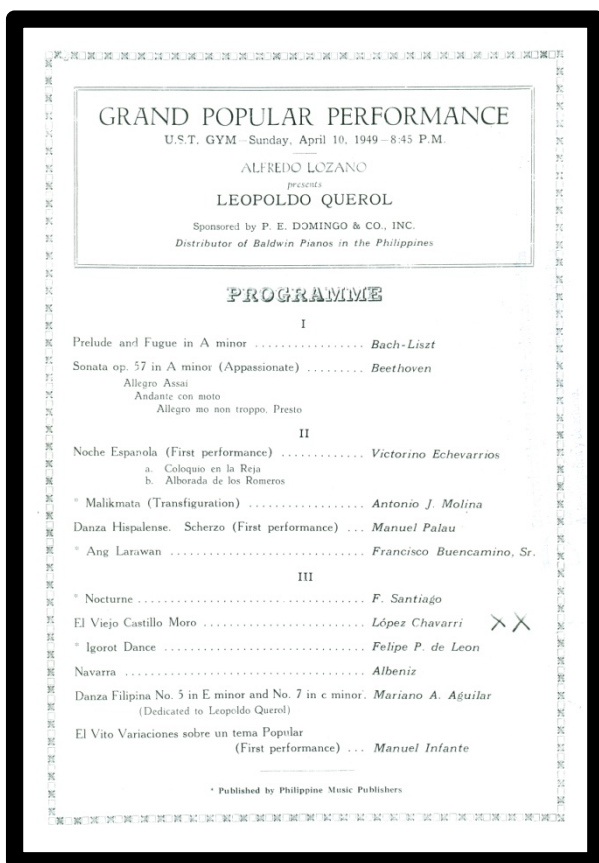 GRAND POPULAR PERFORMANCE
U.S.T. GYM—Sunday, April 10, 1949—8:45 P.M.
ALFREDO LOZANO
presents
LEOPOLDO QUEROL
Sponsored by P. E. DOMINGO & CO., INC.
Distributor of Baldwin Pianos in the Philippines
PROGRAMME
I
Prelude and Fugue in A minor ................. Bach-Liszt
Sonata op. 57 in A minor (Appassionate) ......... Beethoven
Allegro Assai
Andante con moto
Allegro mo non troppo, Presto
II
Noche Espanola (First performance) ............. Victorino Echevarrios
a. Coloquio en la Reja
b. Alborada de los Romeros
* Malikmata (Transfiguration) .................. Antonio J. Molina
Danza Hispalense. Scherzo (First performance) ... Manuel Palau
* Ang Larawan .............................. Francisco Buencamino, Sr.
III
* Nocturne ................................... F. Santiago
El Viejo Castillo Moro ......................... López Chavarri XX
* Igorot Dance ............................... Felipe P. de Leon
Navarra ..................................... Albeniz
Danza Filipina No. 5 in E minor and No. 7 in c minor. Mariano A. Aguilar
(Dedicated to Leopoldo Querol)
El Vito Variaciones sobre un tema Popular
(First performance) ... Manuel Infante
* Published by Philippine Music Publishers